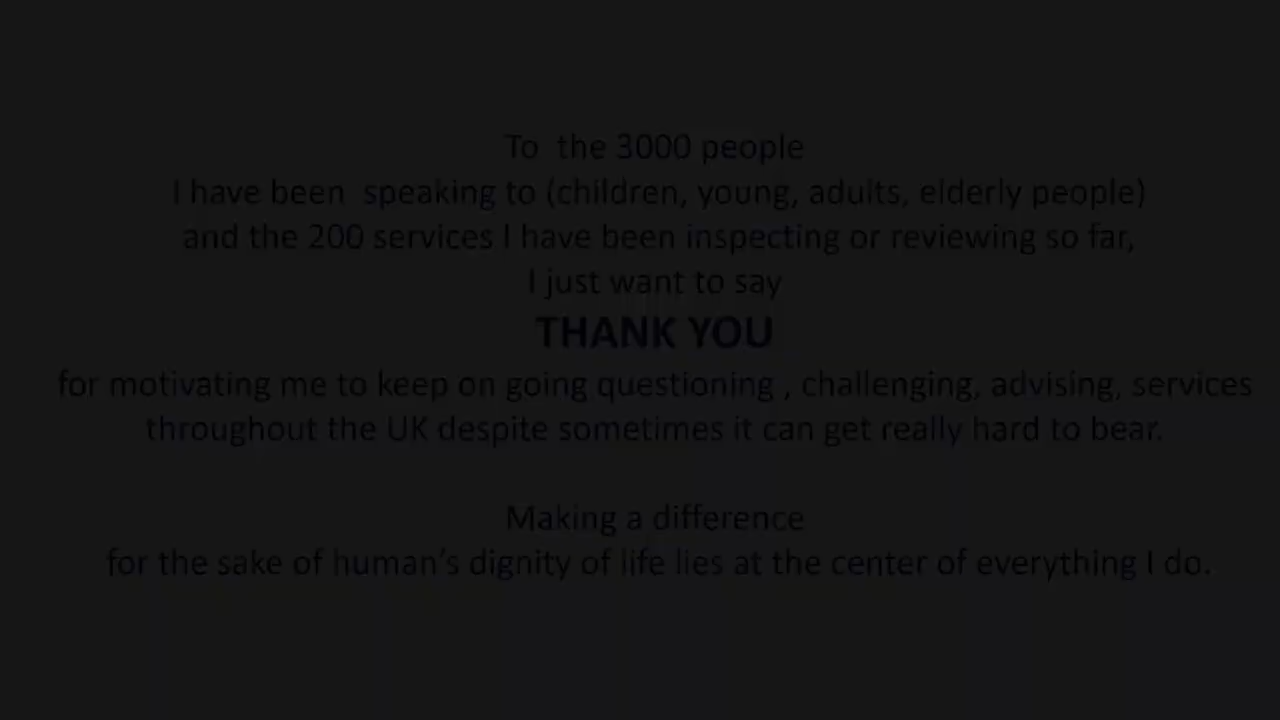 To  the 3000 people
I have been  speaking to (children, young, adults, elderly people)
and the 200 services I have been inspecting or reviewing so far,
I just want to say
THANK YOU
for motivating me to keep on going questioning , challenging, advising, services
throughout the UK despite sometimes it can get really hard to bear.
Making a difference
for the sake of human’s dignity of life lies at the center of everything I do.